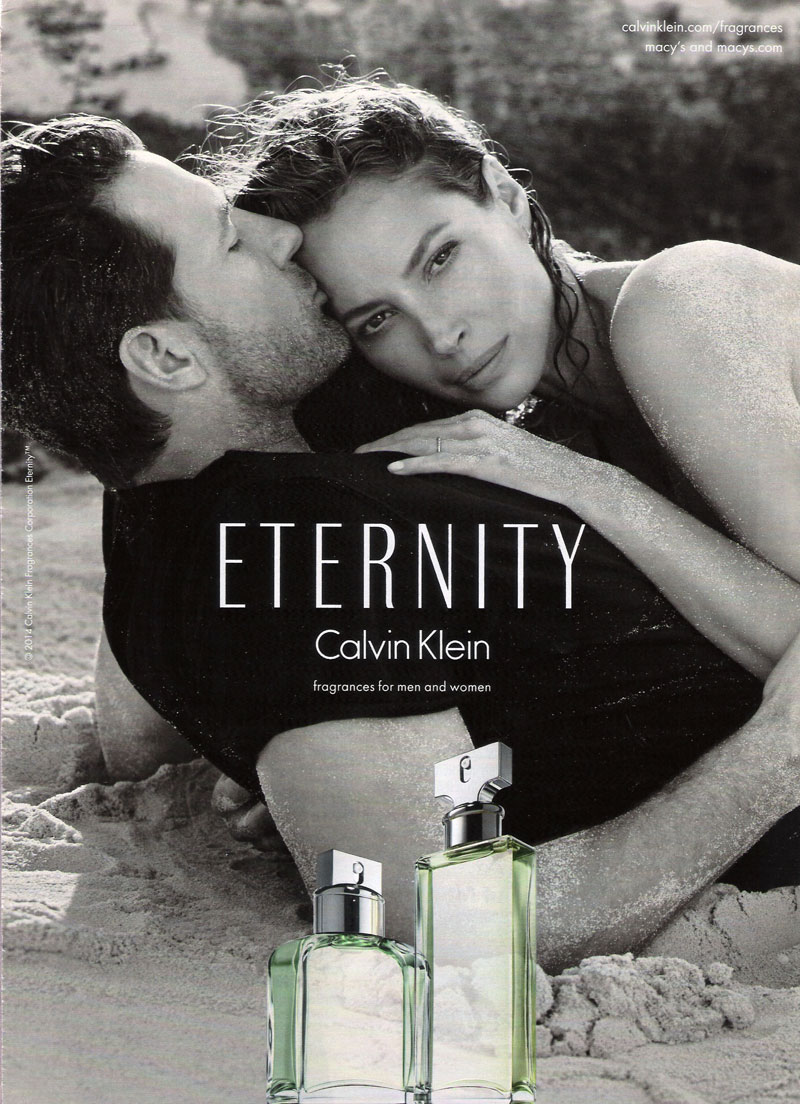 calvinklein.com/fragrances
macy's and macys.com
ETERNITY
Calvin Klein
fragrances for men and women
© 2014 Calvin Klein Fragrances Corporation Eternity™